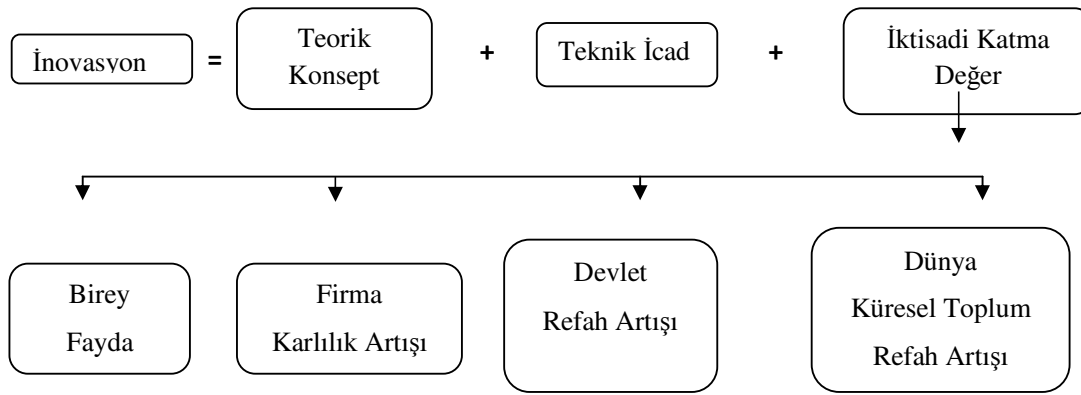 İnovasyon
=
Teorik
Konsept
+
Teknik İcad
+
İktisadi Katma
Değer
Birey
Fayda
Firma
Karlılık Artışı
Devlet
Refah Artışı
Dünya
Küresel Toplum
Refah Artışı